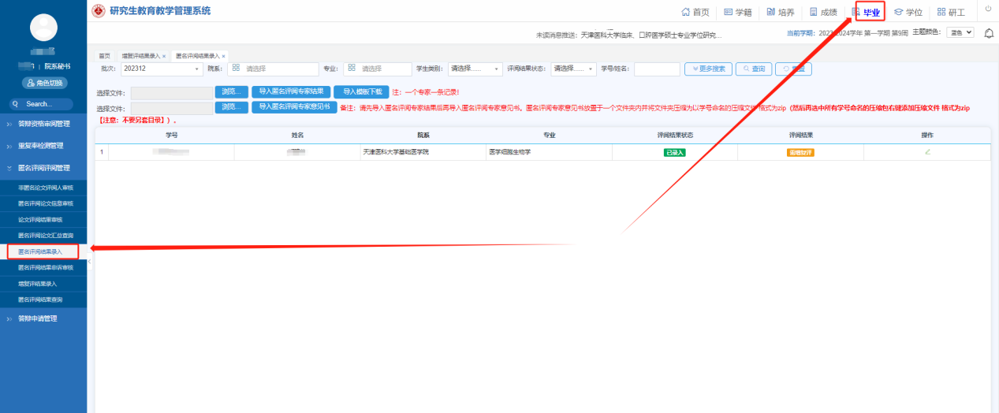 研究生教育教学管理系统
首页 学籍 培养 成绩 毕业 学位 研工
院系秘书
角色切换
Search...
未读消息推送：天津医科大学临床、口腔医学硕士专业学位研究...
当前学期：2023-2024学年 第一学期 第9周 主题颜色： 蓝色
首页 增复评结果录入 × 匿名评阅结果录入 ×
批次： 202312 院系： 请选择 专业： 请选择 学生类别： 请选择...... 评阅结果状态： 请选择...... 学号/姓名： 更多搜索 查询 重置
选择文件： 浏览... 导入匿名评阅专家结果 导入模板下载 注：一个专家一条记录!
选择文件： 浏览... 导入匿名评阅专家意见书 备注：请先导入匿名评阅专家结果后再导入匿名评阅专家意见书。匿名评阅专家意见书放置于一个文件夹内并将文件夹压缩为以学号命名的压缩文件 格式为zip（然后再选中所有学号命名的压缩包右键添加压缩文件 格式为zip
【注意：不要另套目录】）。
学号 姓名 院系 专业 评阅结果状态 评阅结果 操作
1 天津医科大学基础医学院 医学细胞生物学 已录入 需增复评
答辩资格审阅管理
重复率检测管理
匿名评阅评阅管理
非匿名论文评阅人审核
匿名评阅论文信息审核
论文评阅结果审核
匿名评阅论文汇总查询
匿名评阅结果录入
匿名评阅结果申诉审核
增复评结果录入
匿名评阅结果查询
答辩申请管理